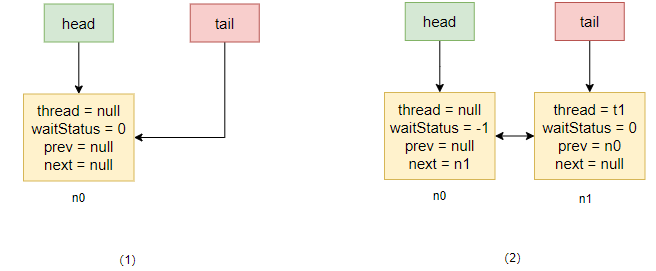 head
tail
thread = null
waitStatus = 0
prev = null
next = null
n0
(1)
head
tail
thread = null
waitStatus = -1
prev = null
next = n1
n0
thread = t1
waitStatus = 0
prev = n0
next = null
n1
(2)